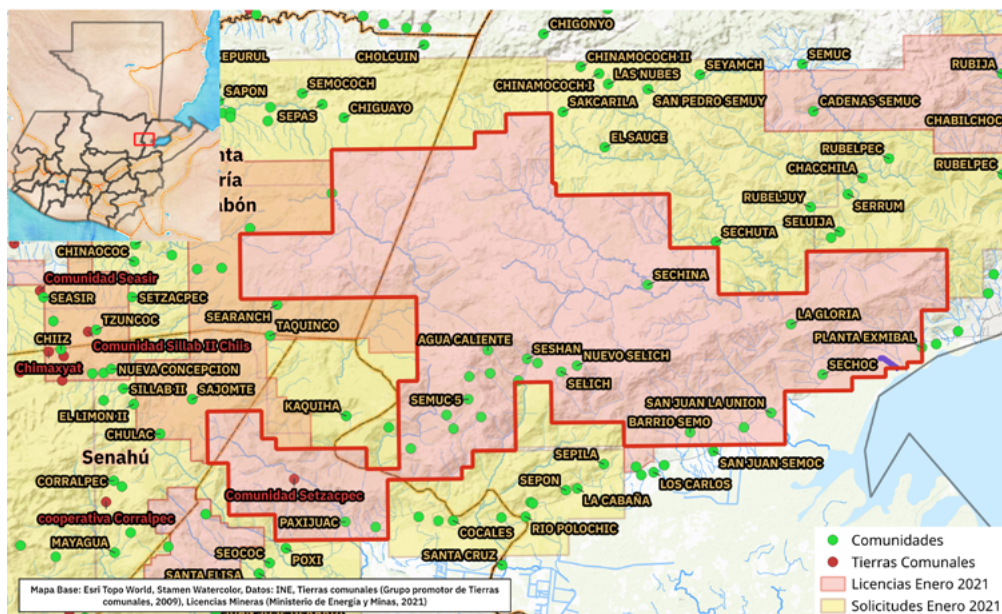 CHIGONYO
CHOLCUIN
CHINAMOCOCH II
SEMUC
SEYAMCH
RUBIJA
SEMOCOCH
LAS NUBES
CHINAMOCOCH I
SAPON
CHIGUAYO
SAKCARILA
SAN PEDRO SEMUY
CADENAS SEMUC
SEPAS
CHABILCHOC
EL SAUCE
RUBELPEC
CHACCHILA
RUBELPEC
RUBELJUY
SERRUM
SELUIJA
SECHUTA
CHINAOCOC
Comunidad Seasir
SECHINA
SEASIR
SETZACPEC
SEARANCH
TZUNCOC
TAQUINCO
LA GLORIA
CHIIZ
Comunidad Sillab II Chiis
AGUA CALIENTE
PLANTA EXMIBAL
SESHAN
NUEVO SELICH
Chimaxyat
NUEVA CONCEPCION
SECHOC
SELICH
SILLAB II
SAJOMTE
SEMUC 5
KAQUIHA
EL LIMON II
SAN JUAN LA UNION
BARRIO SEMO
CHULAC
Senahú
SEPILA
SAN JUAN SEMOC
CORRALPEC
SEPON
LOS CARLOS
Comunidad Setzacpec
LA CABAÑA
cooperativa Corralpec
PAXIJUAC
COCALES
RIO POLOCHIC
MAYAGUA
SEOCOC
POXI
SANTA CRUZ
SANTA ELISA
Comunidades
Tierras Comunales
Licencias Enero 2021
Solicitudes Enero 2021
Mapa Base: Esri Topo World, Stamen Watercolor, Datos: INE, Tierras comunales (Grupo promotor de Tierras
comunales, 2009), Licencias Mineras (Ministerio de Energía y Minas, 2021)